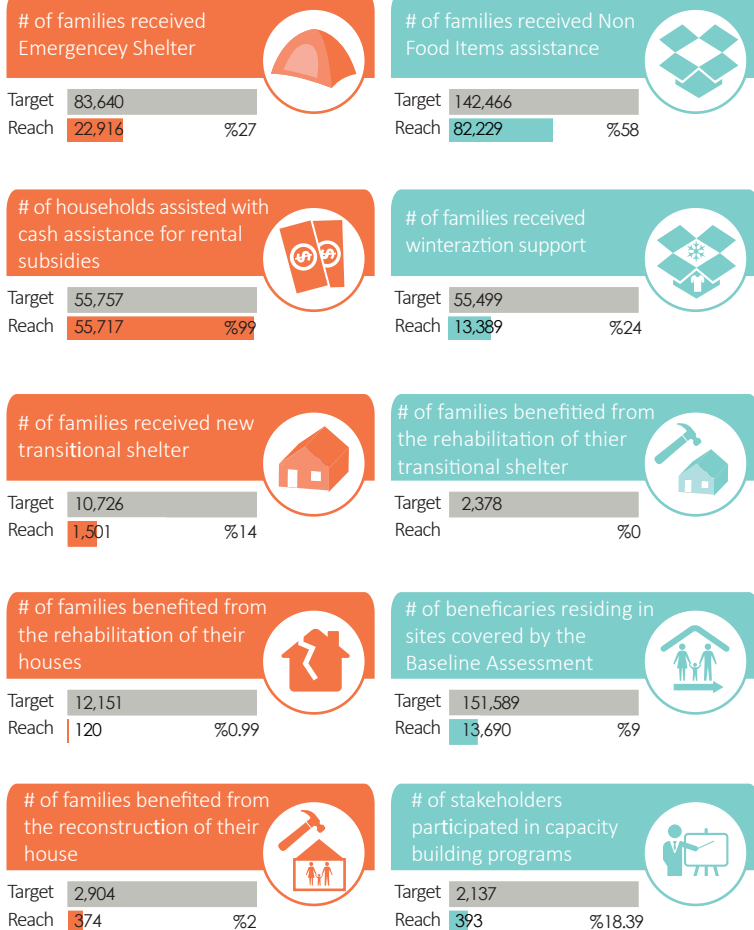 # of families received
Emergencey Shelter
Target 83,640
Reach 22,916 %27
# of families received Non
Food Items assistance
Target 142,466
Reach 82,229 %58
# of households assisted with
cash assistance for rental
subsidies
Target 55,757
Reach 55,717 %99
# of families received
winteraztion support
Target 55,499
Reach 13,389 %24
# of families received new
transitional shelter
Target 10,726
Reach 1,501 %14
# of families benefitied from
the rehabilitation of thier
transitional shelter
Target 2,378
Reach %0
# of families benefited from
the rehabilitation of their
houses
Target 12,151
Reach 120 %0.99
# of beneficaries residing in
sites covered by the
Baseline Assessment
Target 151,589
Reach 13,690 %9
# of families benefited from
the reconstruction of their
house
Target 2,904
Reach 374 %2
# of stakeholders
participated in capacity
building programs
Target 2,137
Reach 393 %18.39